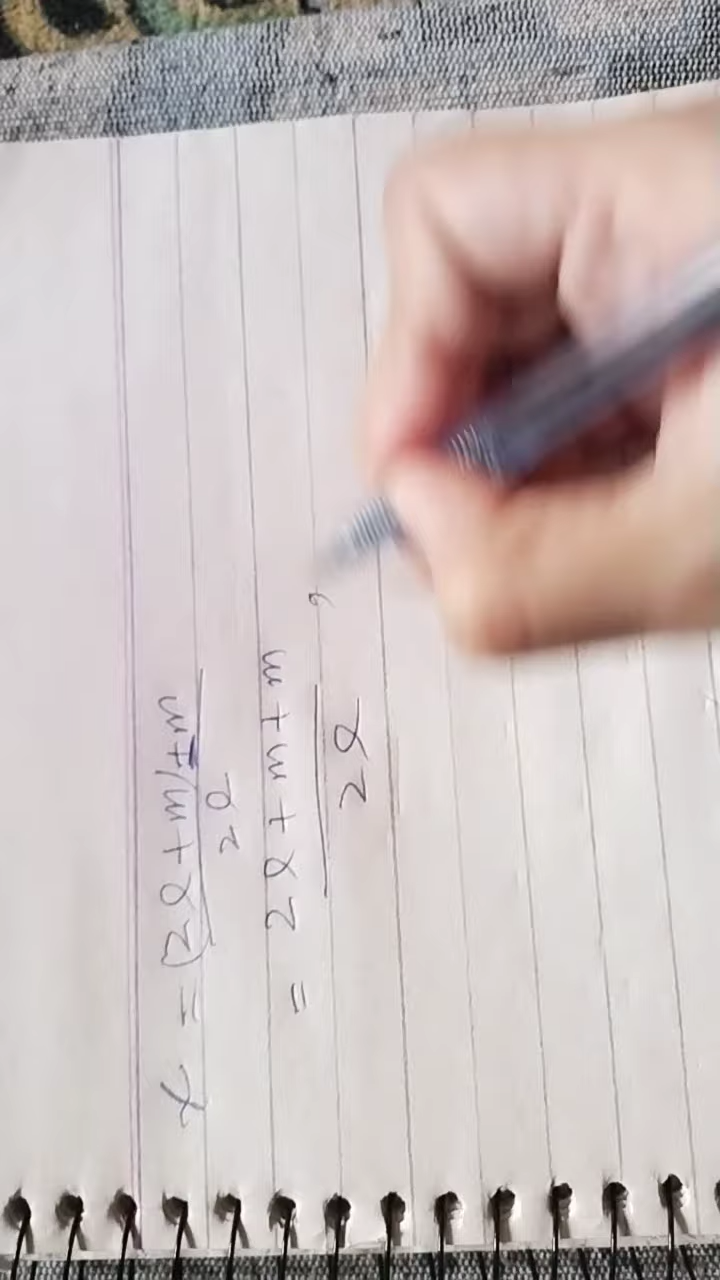 x = (2l+m)±m / 2l
= 2l+m+m / 2l ,